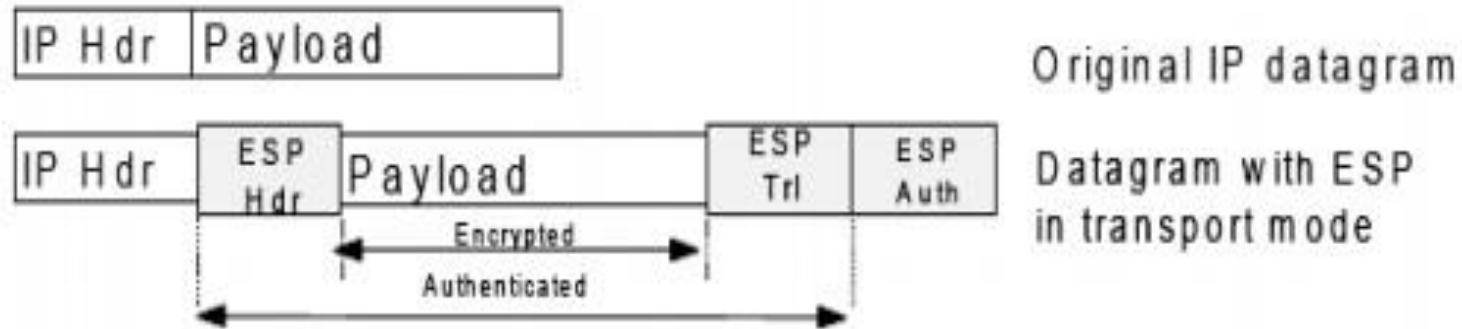 IP Hdr Payload
Original IP datagram
IP Hdr
ESP
Hdr
Payload
ESP
Trl
ESP
Auth
Datagram with ESP
in transport mode
Encrypted
Authenticated